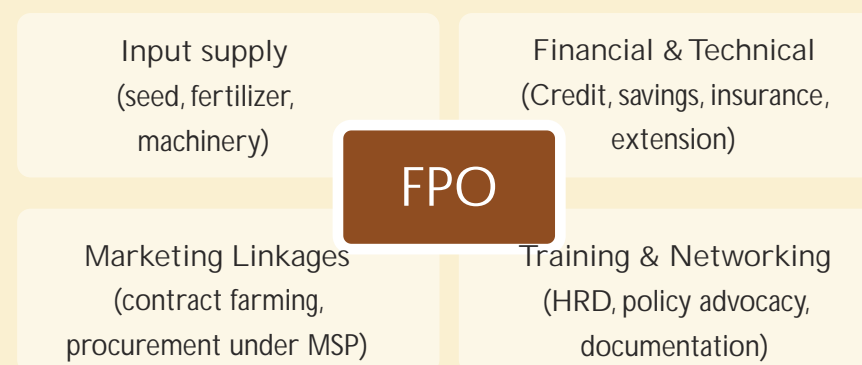 Input supply
(seed, fertilizer,
machinery)
Financial & Technical
(Credit, savings, insurance,
extension)
FPO
Marketing Linkages
(contract farming,
procurement under MSP)
Training & Networking
(HRD, policy advocacy,
documentation)